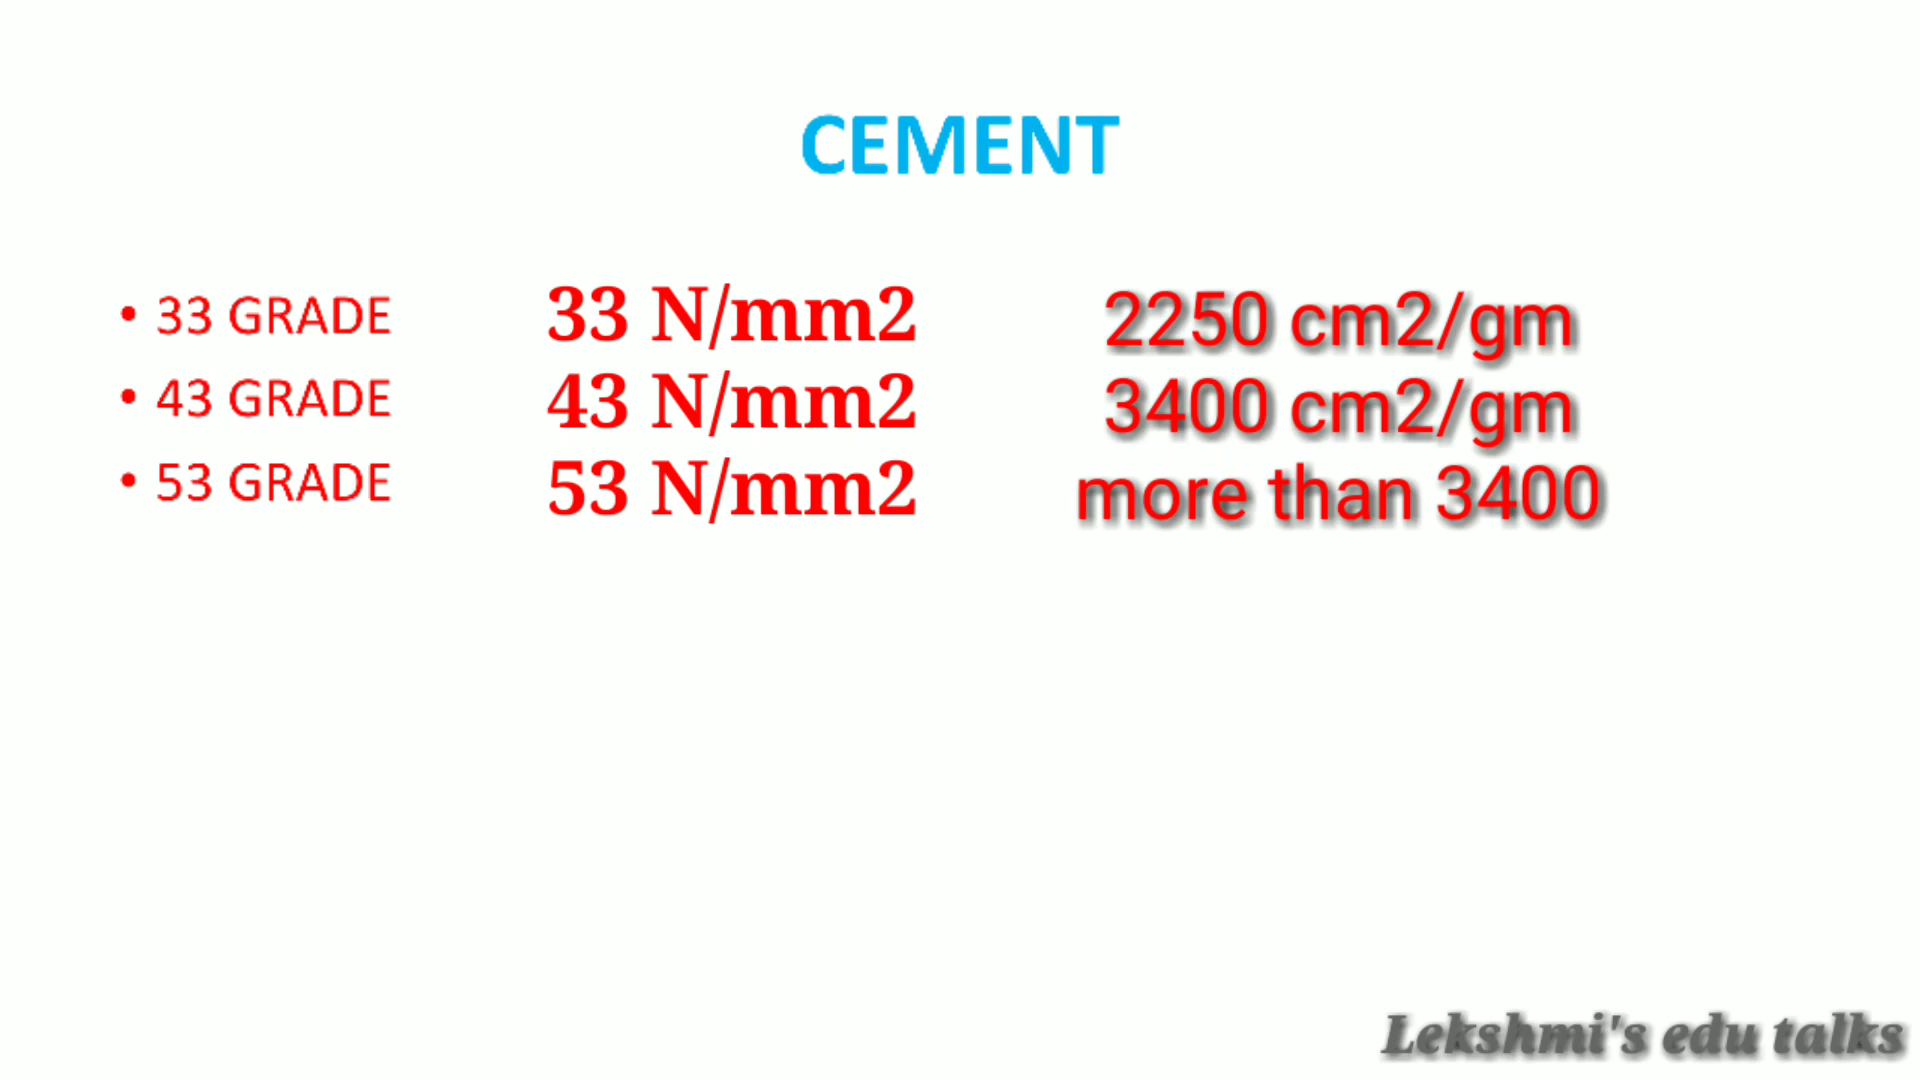 CEMENT
• 33 GRADE 33 N/mm2 2250 cm2/gm
• 43 GRADE 43 N/mm2 3400 cm2/gm
• 53 GRADE 53 N/mm2 more than 3400
Lekshmi's edu talks